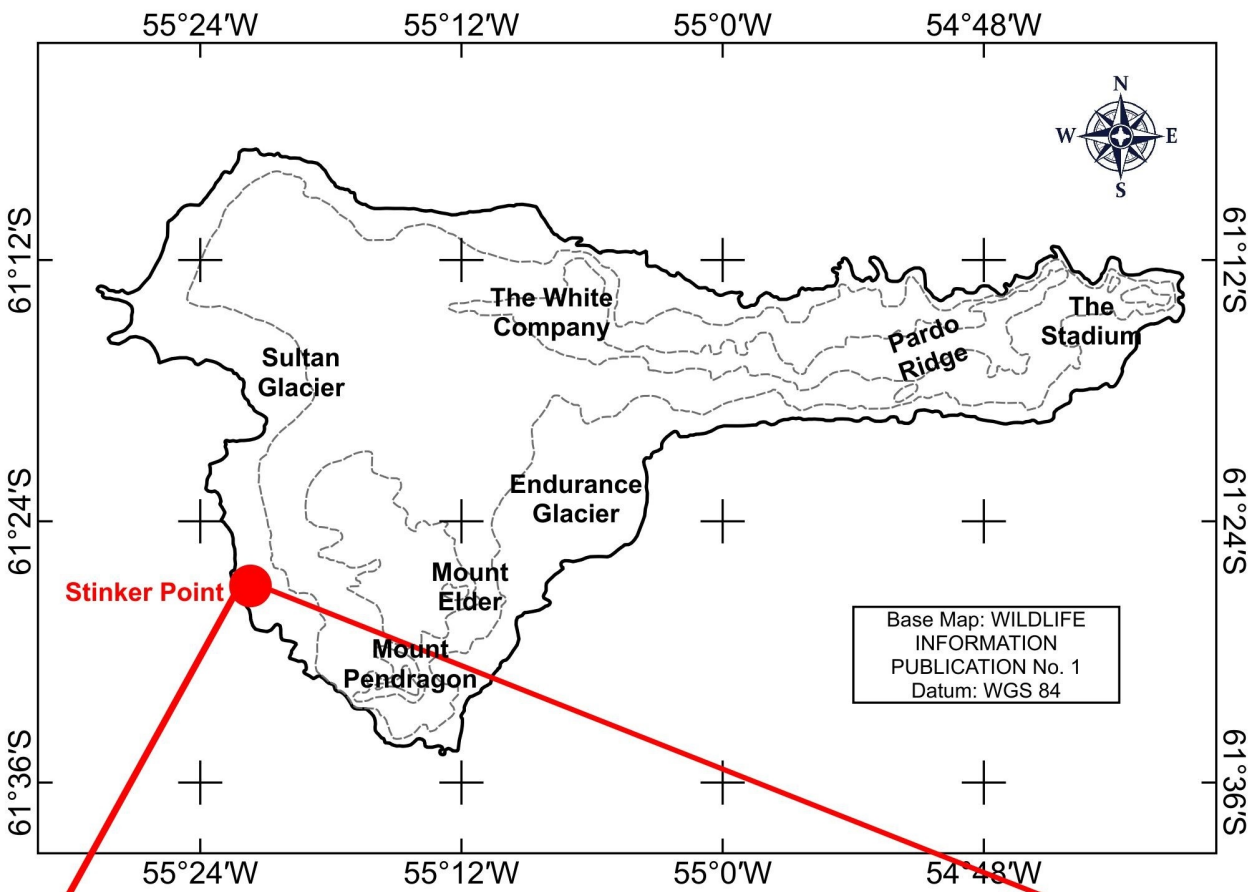 55°24'W 55°12'W 55°0'W 54°48'W
N
W E
S
61°12'S
61°12'S
The White
Company
The
Stadium
Pardo
Ridge
Sultan
Glacier
Endurance
Glacier
61°24'S
61°24'S
Mount
Elder
Stinker Point
Mount
Pendragon
Base Map: WILDLIFE
INFORMATION
PUBLICATION No. 1
Datum: WGS 84
61°36'S
61°36'S
55°24'W 55°12'W 55°0'W 54°48'W